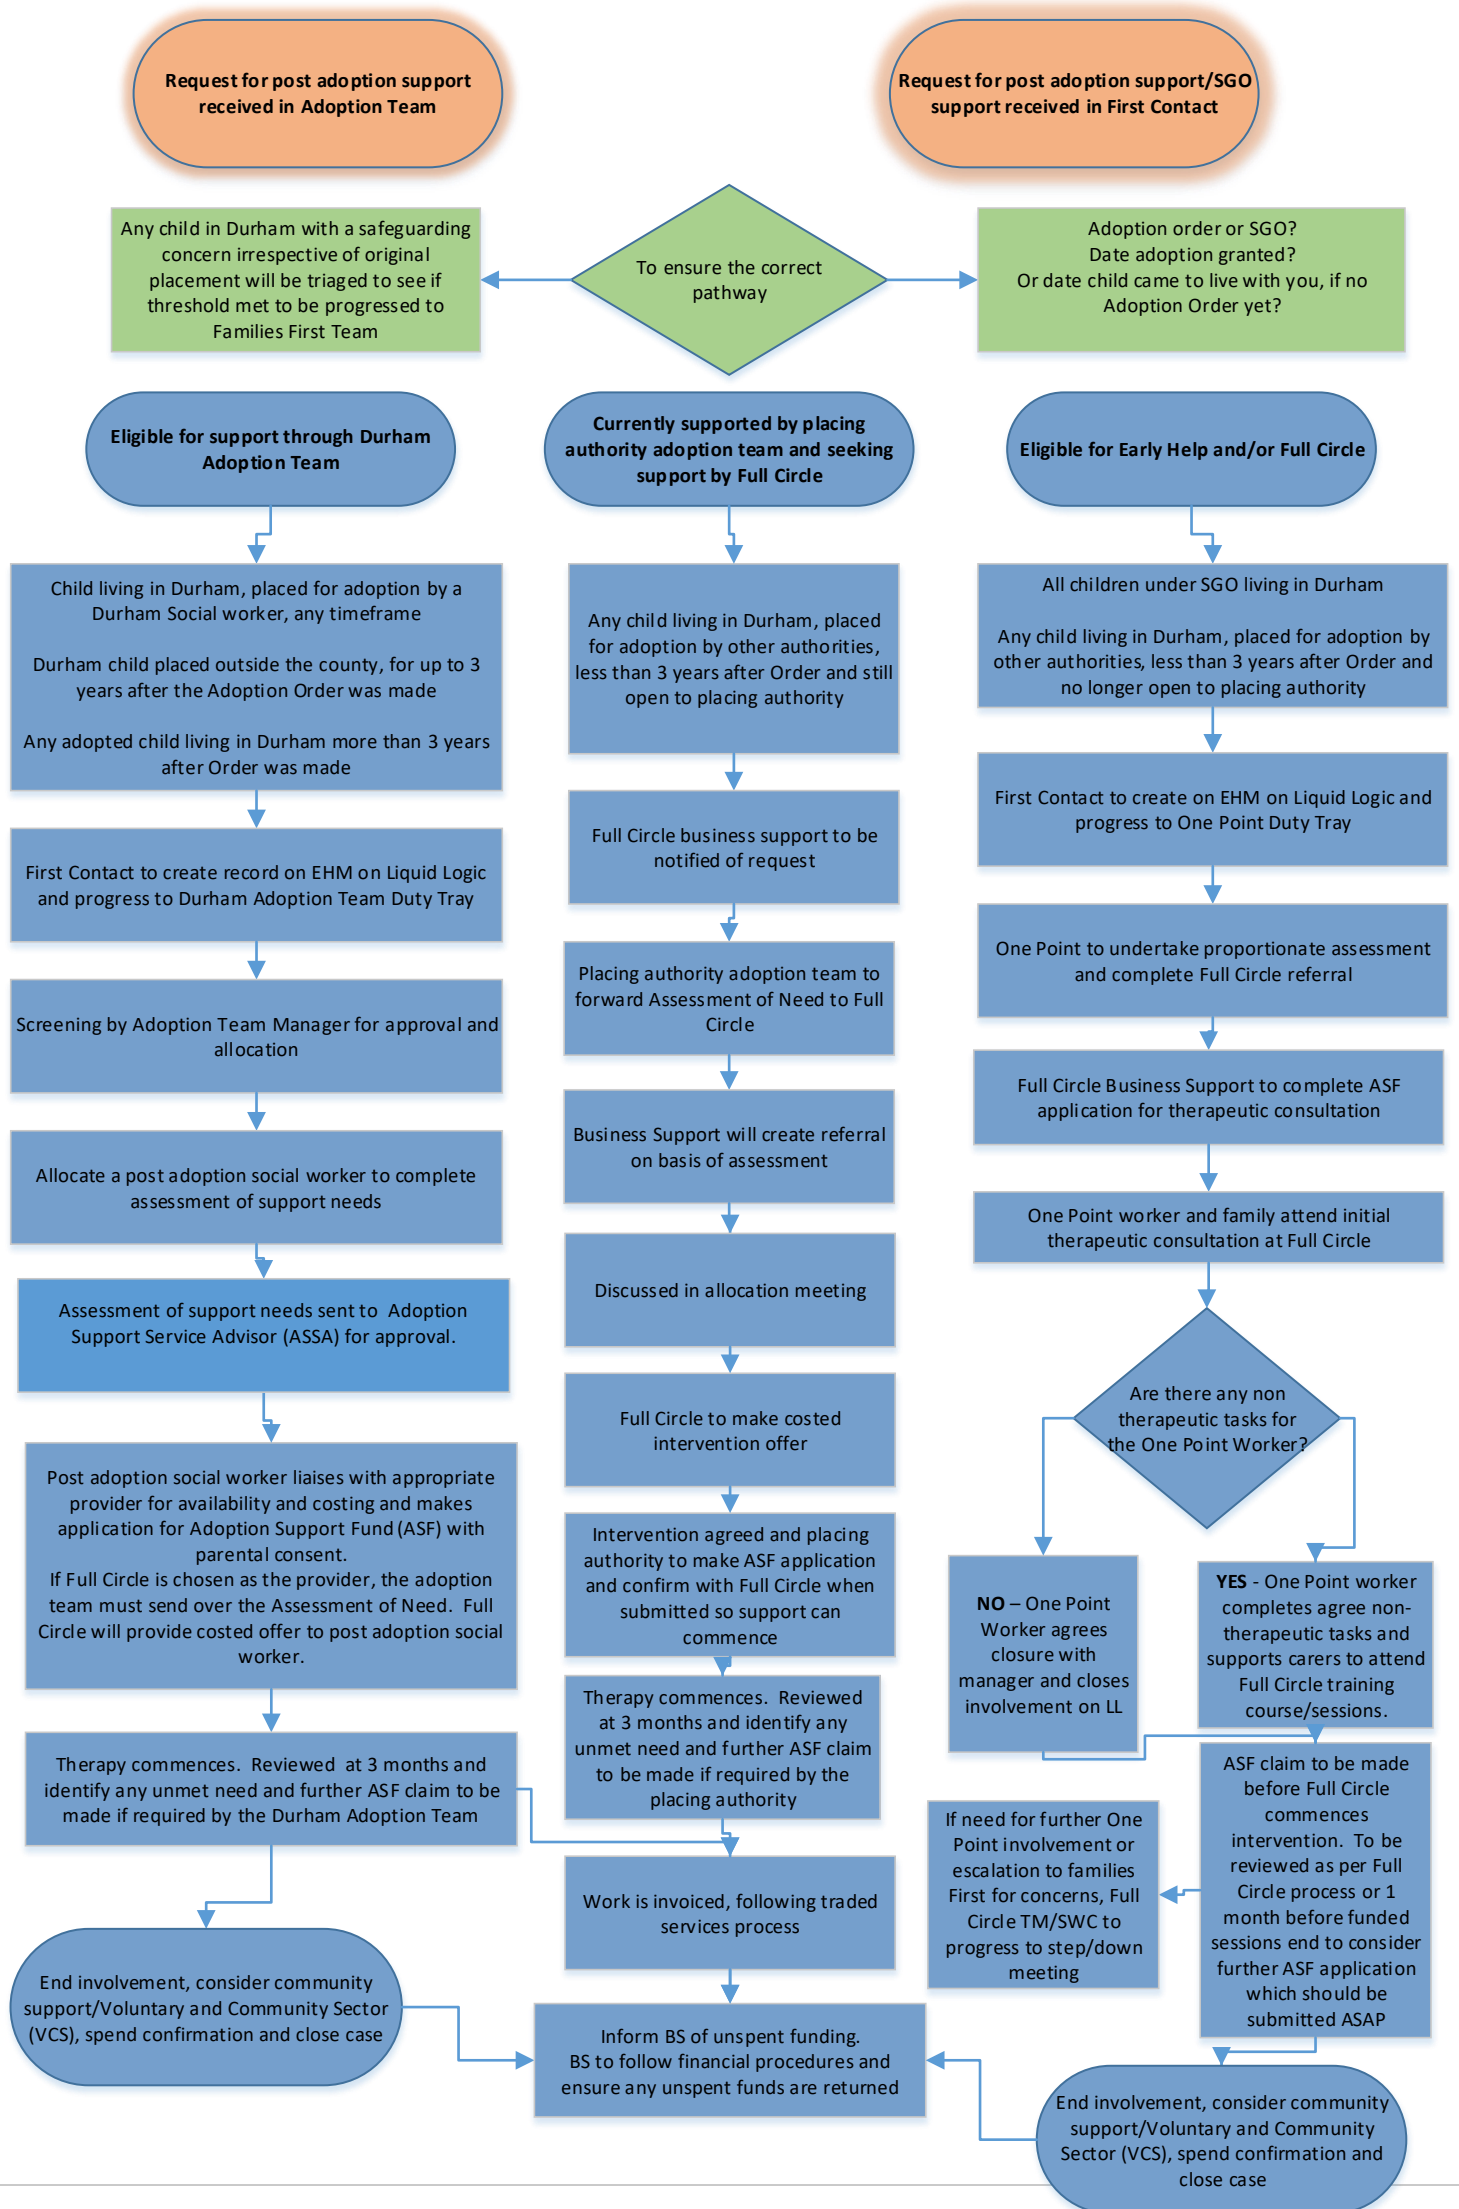 Request for post adoption support
received in Adoption Team
Request for post adoption support/SGO
support received in First Contact
Any child in Durham with a safeguarding
concern irrespective of original
placement will be triaged to see if
threshold met to be progressed to
Families First Team
To ensure the correct
pathway
Adoption order or SGO?
Date adoption granted?
Or date child came to live with you, if no
Adoption Order yet?
Eligible for support through Durham
Adoption Team
Child living in Durham, placed for adoption by a
Durham Social worker, any timeframe
Durham child placed outside the county, for up to 3
years after the Adoption Order was made
Any adopted child living in Durham more than 3 years
after Order was made
First Contact to create record on EHM on Liquid Logic
and progress to Durham Adoption Team Duty Tray
Screening by Adoption Team Manager for approval and
allocation
Allocate a post adoption social worker to complete
assessment of support needs
Assessment of support needs sent to Adoption
Support Service Advisor (ASSA) for approval.
Post adoption social worker liaises with appropriate
provider for availability and costing and makes
application for Adoption Support Fund (ASF) with
parental consent.
If Full Circle is chosen as the provider, the adoption
team must send over the Assessment of Need. Full
Circle will provide costed offer to post adoption social
worker.
Therapy commences. Reviewed at 3 months and
identify any unmet need and further ASF claim to be
made if required by the Durham Adoption Team
End involvement, consider community
support/Voluntary and Community Sector
(VCS), spend confirmation and close case
Currently supported by placing
authority adoption team and seeking
support by Full Circle
Any child living in Durham, placed
for adoption by other authorities,
less than 3 years after Order and still
open to placing authority
Full Circle business support to be
notified of request
Placing authority adoption team to
forward Assessment of Need to Full
Circle
Business Support will create referral
on basis of assessment
Discussed in allocation meeting
Full Circle to make costed
intervention offer
Intervention agreed and placing
authority to make ASF application
and confirm with Full Circle when
submitted so support can
commence
Therapy commences. Reviewed
at 3 months and identify any
unmet need and further ASF claim
to be made if required by the
placing authority
Work is invoiced, following traded
services process
Inform BS of unspent funding.
BS to follow financial procedures and
ensure any unspent funds are returned
Eligible for Early Help and/or Full Circle
All children under SGO living in Durham
Any child living in Durham, placed for adoption by
other authorities, less than 3 years after Order and
no longer open to placing authority
First Contact to create on EHM on Liquid Logic and
progress to One Point Duty Tray
One Point to undertake proportionate assessment
and complete Full Circle referral
Full Circle Business Support to complete ASF
application for therapeutic consultation
One Point worker and family attend initial
therapeutic consultation at Full Circle
Are there any non
therapeutic tasks for
the One Point Worker?
NO – One Point
Worker agrees
closure with
manager and closes
involvement on LL
YES - One Point worker
completes agree non-
therapeutic tasks and
supports carers to attend
Full Circle training
course/sessions.
ASF claim to be made
before Full Circle
commences
intervention. To be
reviewed as per Full
Circle process or 1
month before funded
sessions end to consider
further ASF application
which should be
submitted ASAP
If need for further One
Point involvement or
escalation to families
First for concerns, Full
Circle TM/SWC to
progress to step/down
meeting
End involvement, consider community
support/Voluntary and Community
Sector (VCS), spend confirmation and
close case